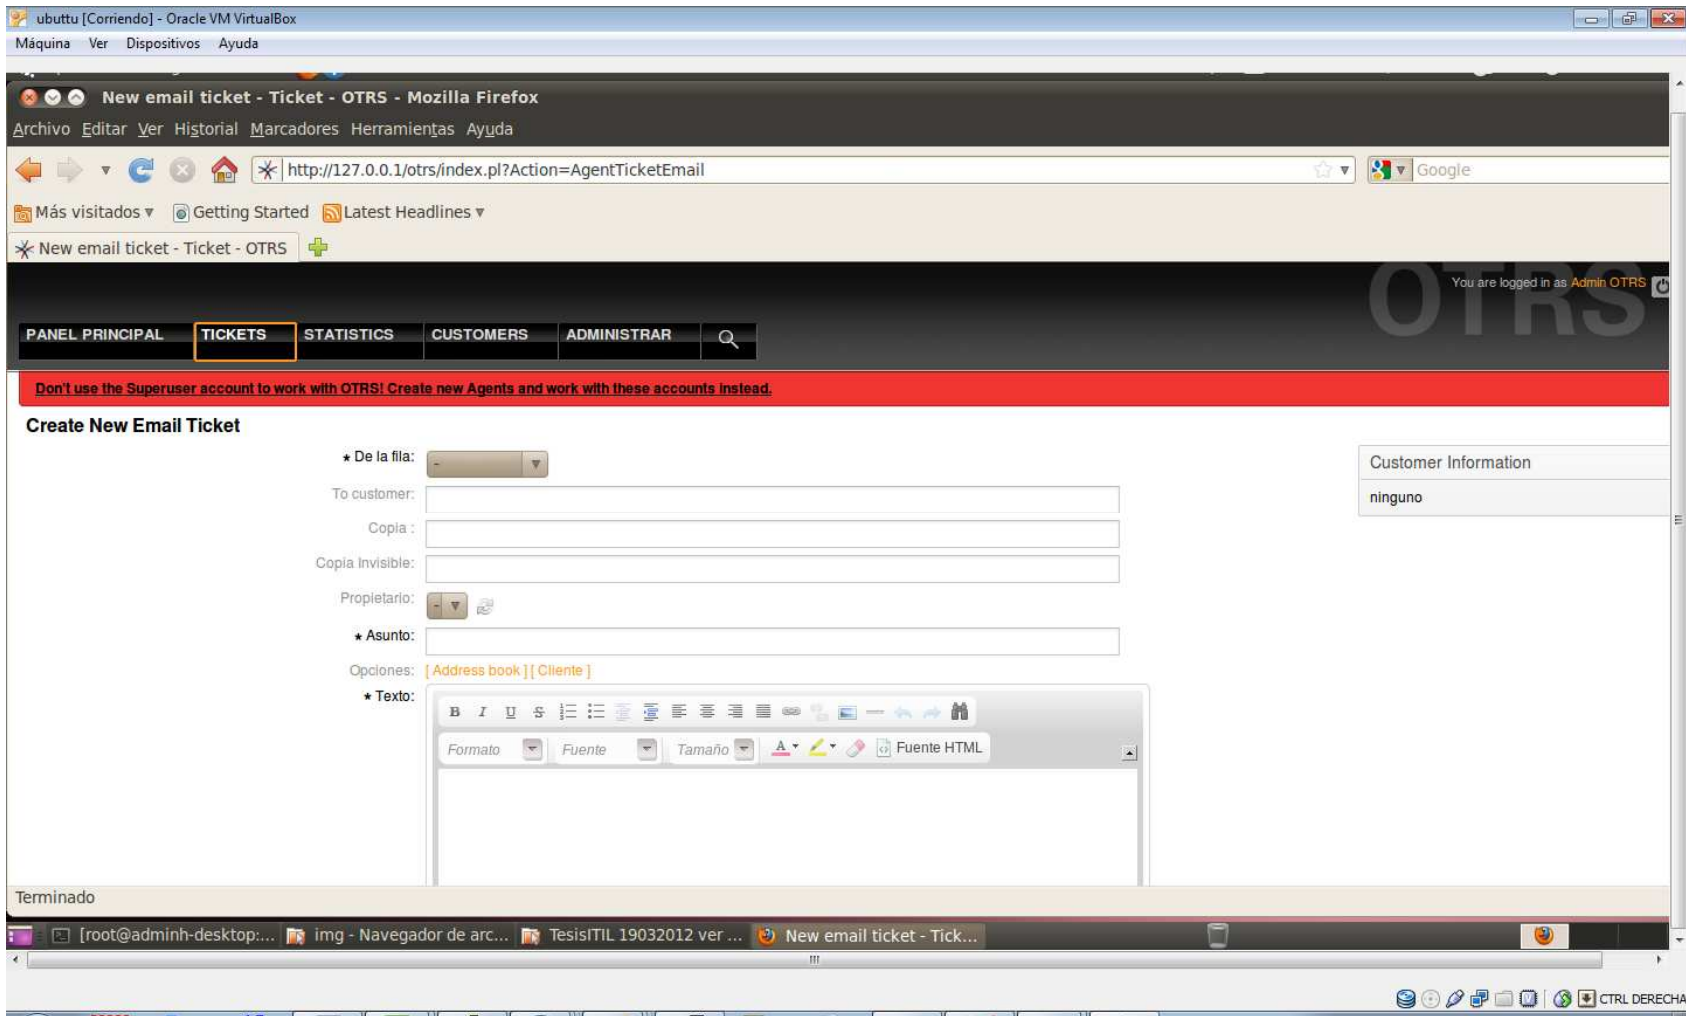 ubuttu [Corriendo] - Oracle VM VirtualBox
Máquina Ver Dispositivos Ayuda
New email ticket - Ticket - OTRS - Mozilla Firefox
Archivo Editar Ver Historial Marcadores Herramientas Ayuda
http://127.0.0.1/otrs/index.pl?Action=AgentTicketEmail Google
Más visitados Getting Started Latest Headlines
New email ticket - Ticket - OTRS
OTRS
You are logged in as Admin OTRS
PANEL PRINCIPAL TICKETS STATISTICS CUSTOMERS ADMINISTRAR
Don't use the Superuser account to work with OTRS! Create new Agents and work with these accounts instead.
Create New Email Ticket
* De la fila: -
Customer Information
To customer:
ninguno
Copia :
Copia Invisible:
Propietario: -
* Asunto:
Opciones: [ Address book ] [ Cliente ]
* Texto:
B I U S
Formato Fuente Tamaño A Fuente HTML
Terminado
[root@adminh-desktop:... img - Navegador de arc... TesisITIL 19032012 ver ... New email ticket - Tick...
CTRL DERECHA